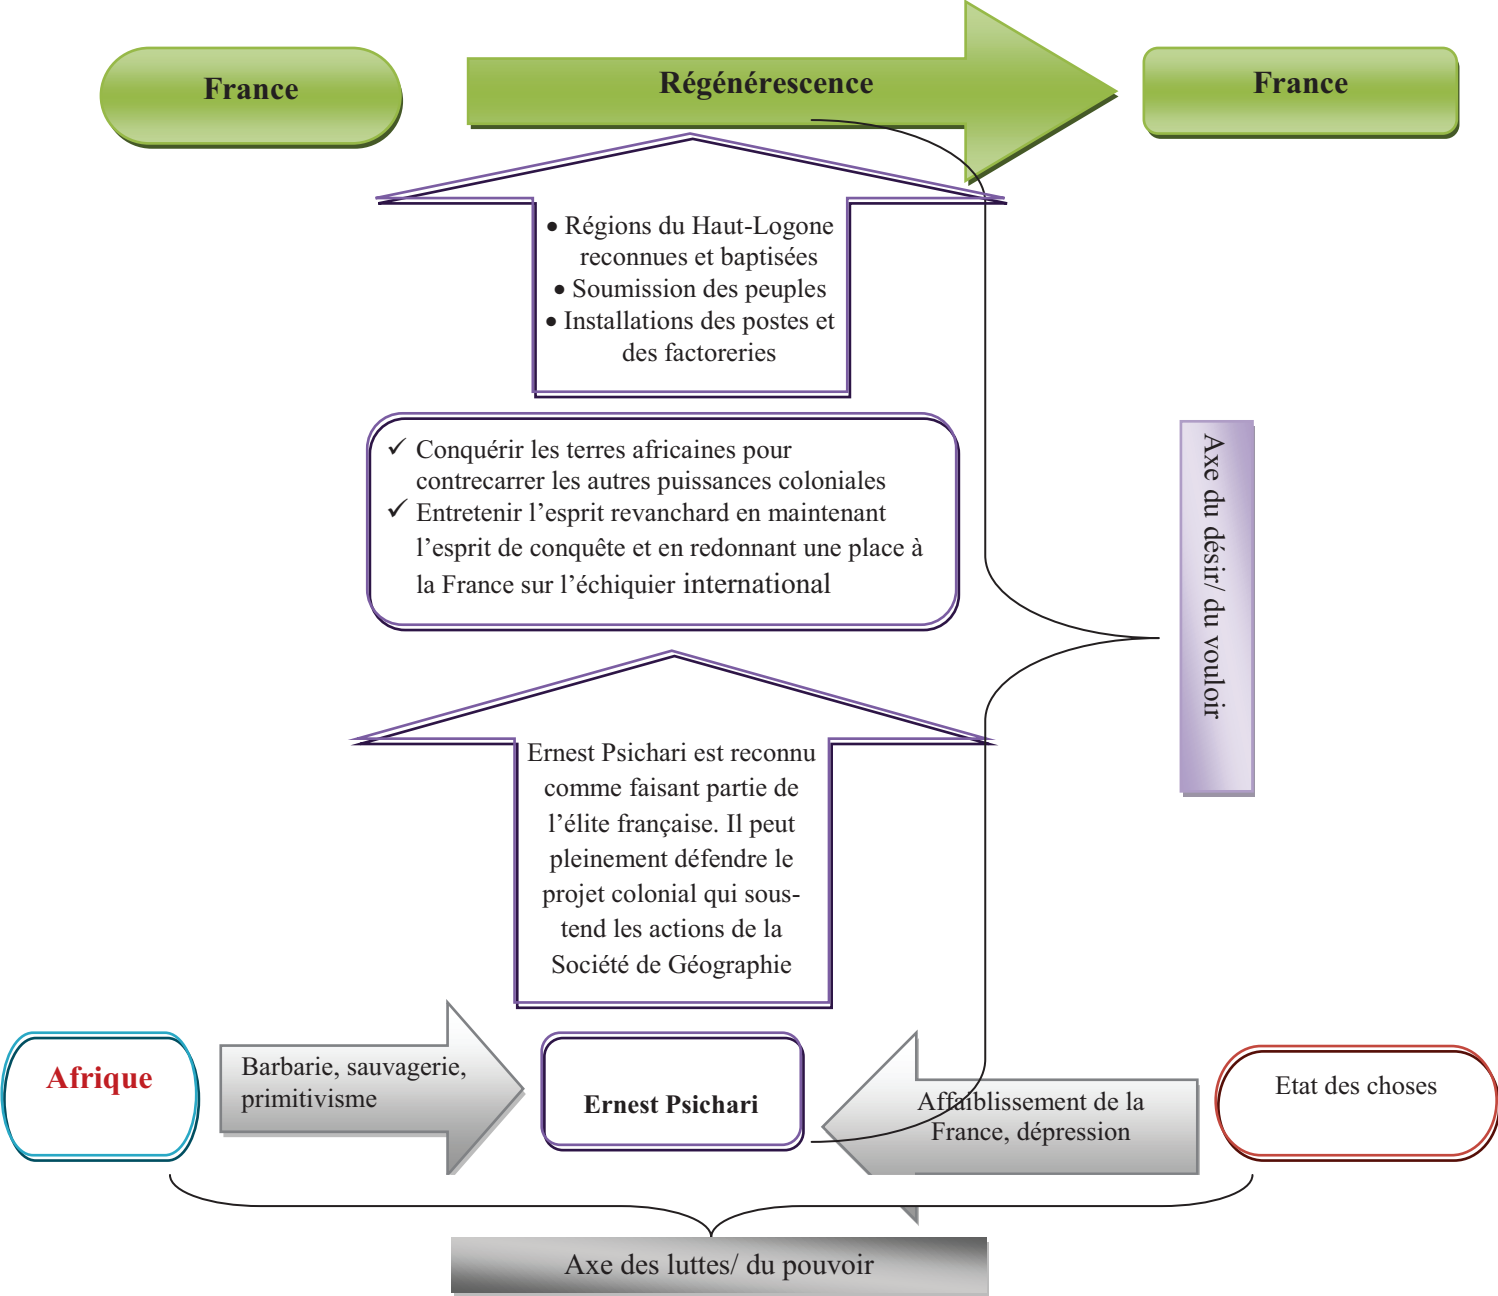 France
Régénérescence
France
• Régions du Haut-Logone
reconnues et baptisées
• Soumission des peuples
• Installations des postes et
des factoreries
✓ Conquérir les terres africaines pour
contrecarrer les autres puissances coloniales
✓ Entretenir l’esprit revanchard en maintenant
l’esprit de conquête et en redonnant une place à
la France sur l’échiquier international
Axe du désir/ du vouloir
Ernest Psichari est reconnu
comme faisant partie de
l’élite française. Il peut
pleinement défendre le
projet colonial qui sous-
tend les actions de la
Société de Géographie
Afrique
Barbarie, sauvagerie,
primitivisme
Ernest Psichari
Affaiblissement de la
France, dépression
Etat des choses
Axe des luttes/ du pouvoir